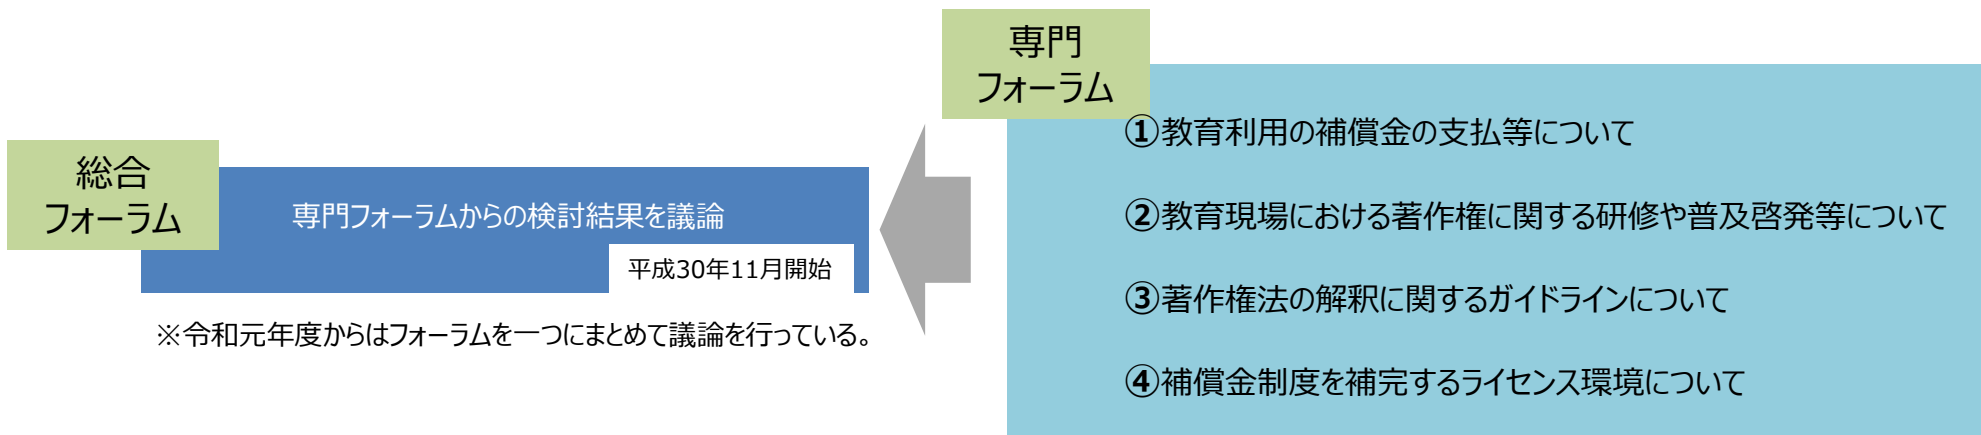 総合
フォーラム
専門フォーラムからの検討結果を議論
平成30年11月開始
※令和元年度からはフォーラムを一つにまとめて議論を行っている。
専門
フォーラム
①教育利用の補償金の支払等について
②教育現場における著作権に関する研修や普及啓発等について
③著作権法の解釈に関するガイドラインについて
④補償金制度を補完するライセンス環境について